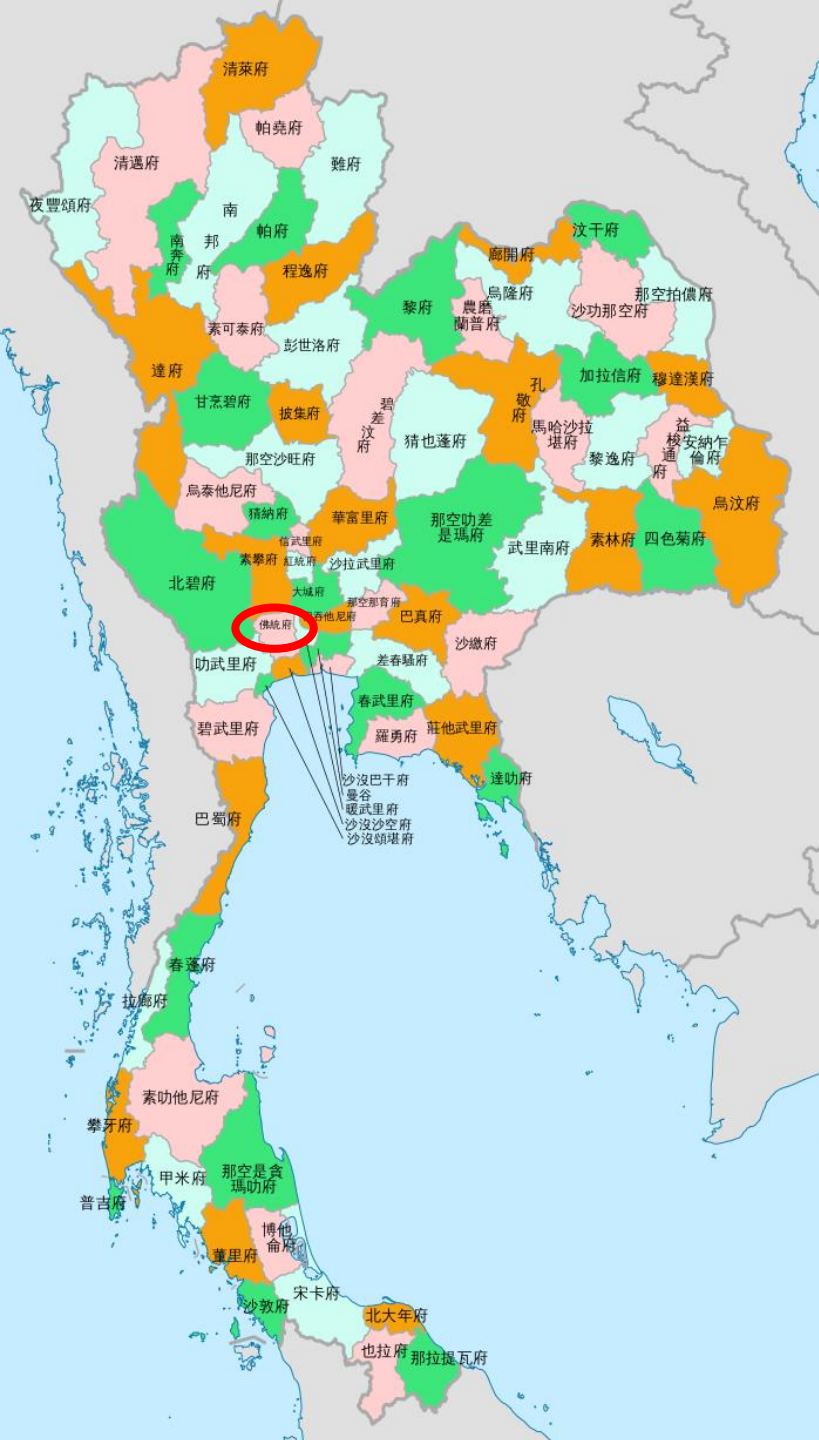 清萊府
帕堯府
清邁府
難府
夜豐頌府
南
邦
府
南
奔
府
帕府
汶干府
廊開府
程逸府
烏隆府
那空拍儂府
黎府
農磨
蘭普府
沙功那空府
素可泰府
彭世洛府
達府
加拉信府
穆達漢府
孔
敬
府
甘烹碧府
披集府
碧
差
汶
府
猜也蓬府
馬哈沙拉
堪府
黎逸府
益
梭
通
府
安納乍
倫府
那空沙旺府
烏泰他尼府
烏汶府
猜納府
華富里府
那空叻差
是瑪府
信武里府
素林府
四色菊府
武里南府
素攀府
紅統府
沙拉武里府
北碧府
大城府
那空那育府
吞他尼府
巴真府
佛統府
沙繳府
叻武里府
差春騷府
春武里府
碧武里府
羅勇府
莊他武里府
達叻府
沙沒巴干府
曼谷
暖武里府
沙沒沙空府
沙沒頌堪府
巴蜀府
春蓬府
拉廊府
素叻他尼府
攀牙府
甲米府
那空是貪
瑪叻府
普吉府
博他
侖府
董里府
宋卡府
沙敦府
北大年府
也拉府
那拉提瓦府